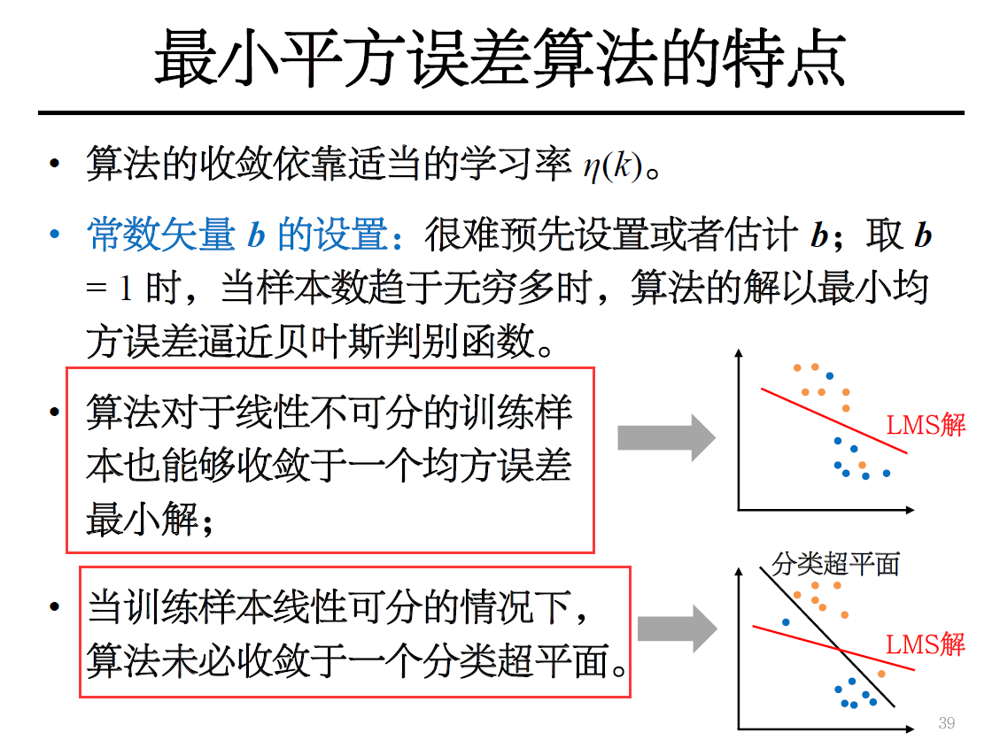 最小平方误差算法的特点
• 算法的收敛依靠适当的学习率 η(k)。
• 常数矢量 b 的设置：很难预先设置或者估计 b；取 b
= 1 时，当样本数趋于无穷多时，算法的解以最小均
方误差逼近贝叶斯判别函数。
• 算法对于线性不可分的训练样
本也能够收敛于一个均方误差
最小解；
LMS解
• 当训练样本线性可分的情况下，
算法未必收敛于一个分类超平面。
分类超平面
LMS解
39